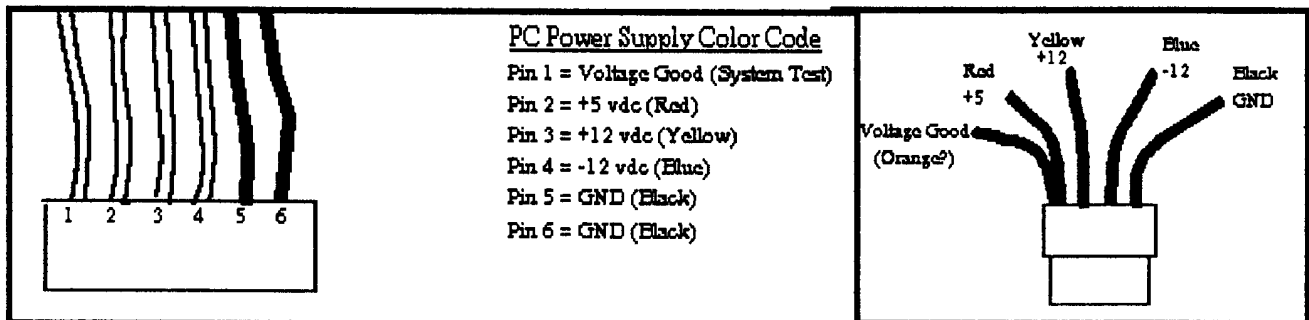 PC Power Supply Color Code
Pin 1 = Voltage Good (System Test)
Pin 2 = +5 vdc (Red)
Pin 3 = +12 vdc (Yellow)
Pin 4 = -12 vdc (Blue)
Pin 5 = GND (Black)
Pin 6 = GND (Black)
1 2 3 4 5 6
Yellow
+12
Blue
-12
Red
+5
Black
GND
Voltage Good
(Orange?)